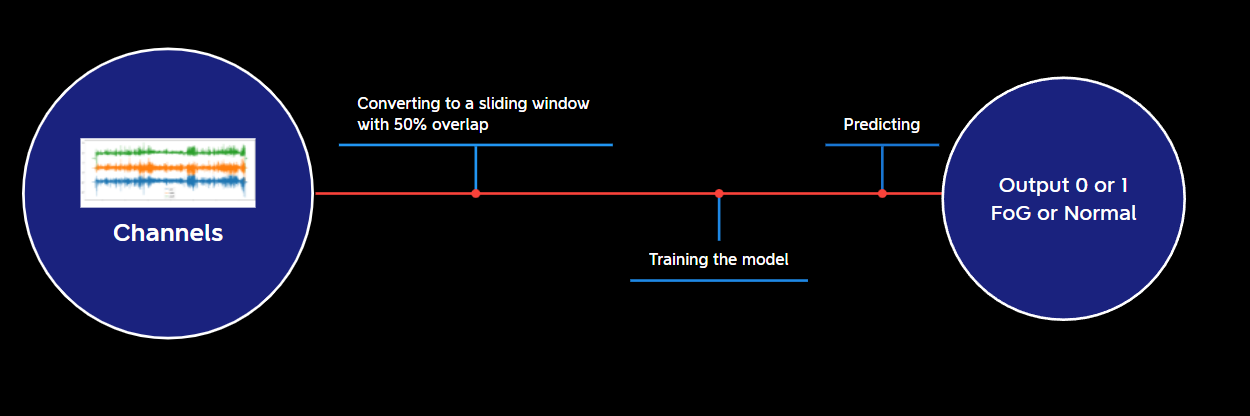 Channels
Converting to a sliding window
with 50% overlap
Training the model
Predicting
Output 0 or 1
FoG or Normal